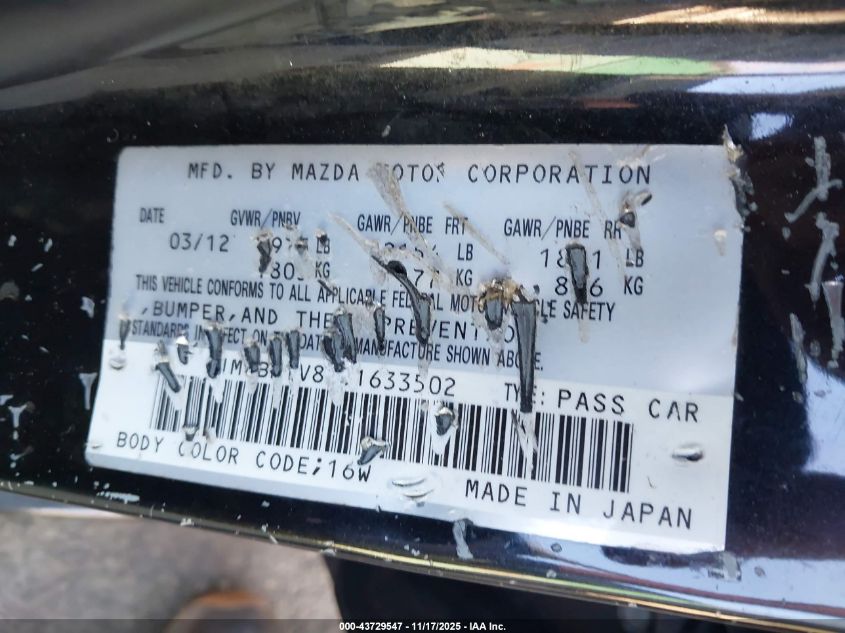 MFD. BY MAZDA MOTOR CORPORATION
DATE GVWR/PNBV GAWR/PNBE FRT GAWR/PNBE RR
03/12 LB LB LB
KG KG KG
THIS VEHICLE CONFORMS TO ALL APPLICABLE FEDERAL MOTOR VEHICLE SAFETY
,BUMPER,AND THEFT PREVENTION
STANDARDS IN EFFECT ON THE DATE OF MANUFACTURE SHOWN ABOVE.
1633502 TYPE: PASS CAR
BODY COLOR CODE;16W
MADE IN JAPAN
000-43729547 - 11/17/2025 - IAA Inc.